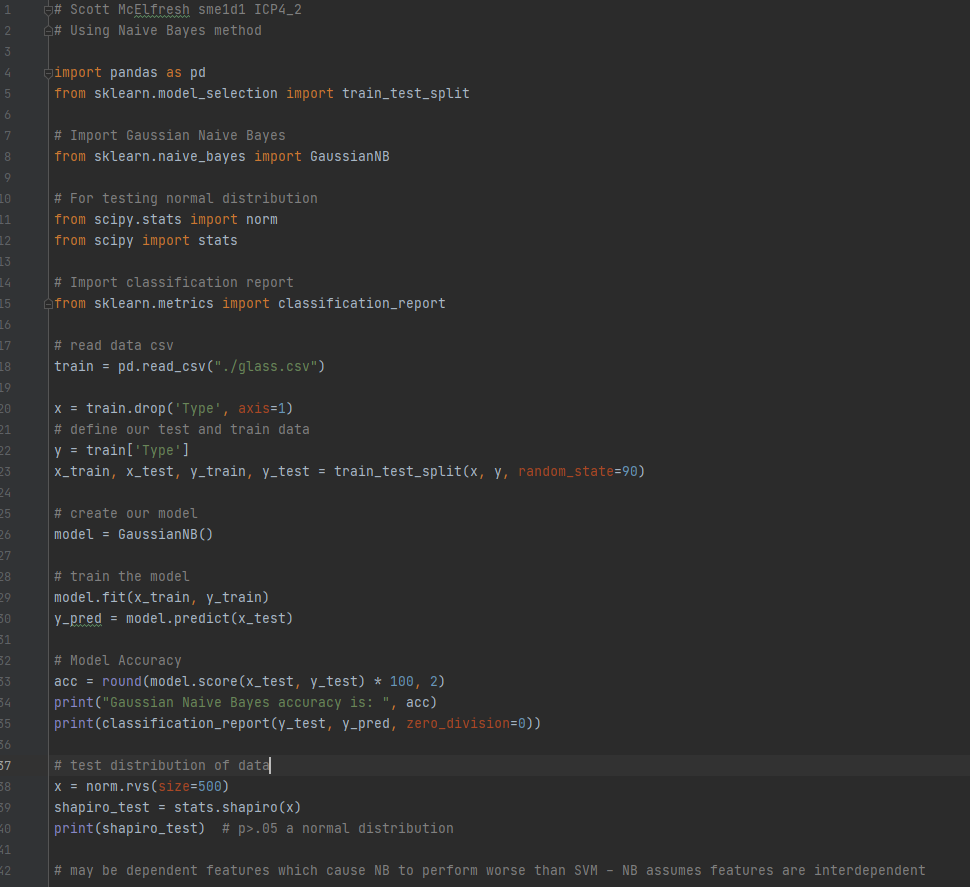 1 # Scott McElfresh sme1d1 ICP4_2
2 # Using Naive Bayes method
3
4 import pandas as pd
5 from sklearn.model_selection import train_test_split
6
7 # Import Gaussian Naive Bayes
8 from sklearn.naive_bayes import GaussianNB
9
10 # For testing normal distribution
11 from scipy.stats import norm
12 from scipy import stats
13
14 # Import classification report
15 from sklearn.metrics import classification_report
16
17 # read data csv
18 train = pd.read_csv("./glass.csv")
19
20 x = train.drop('Type', axis=1)
21 # define our test and train data
22 y = train['Type']
23 x_train, x_test, y_train, y_test = train_test_split(x, y, random_state=90)
24
25 # create our model
26 model = GaussianNB()
27
28 # train the model
29 model.fit(x_train, y_train)
30 y_pred = model.predict(x_test)
31
32 # Model Accuracy
33 acc = round(model.score(x_test, y_test) * 100, 2)
34 print("Gaussian Naive Bayes accuracy is: ", acc)
35 print(classification_report(y_test, y_pred, zero_division=0))
36
37 # test distribution of data
38 x = norm.rvs(size=500)
39 shapiro_test = stats.shapiro(x)
40 print(shapiro_test)  # p>.05 a normal distribution
41
42 # may be dependent features which cause NB to perform worse than SVM - NB assumes features are interdependent